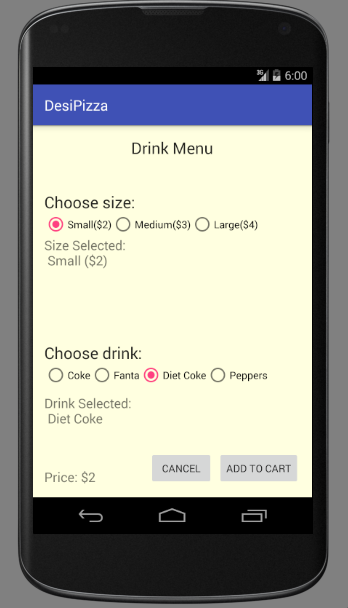 3G 6:00
DesiPizza
Drink Menu
Choose size:
Small($2) Medium($3) Large($4)
Size Selected:
Small ($2)
Choose drink:
Coke Fanta Diet Coke Peppers
Drink Selected:
Diet Coke
CANCEL ADD TO CART
Price: $2